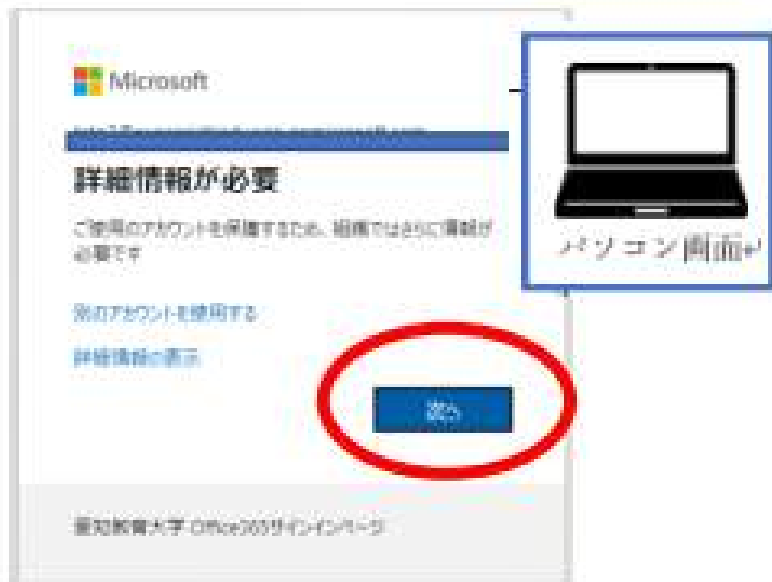 Microsoft
詳細情報が必要
ご使用のアカウントを保護するため、組織ではさらに情報が
必要です
別のアカウントを使用する
詳細情報の表示
次へ
愛知教育大学 Office365サインインページ
パソコン画面↵